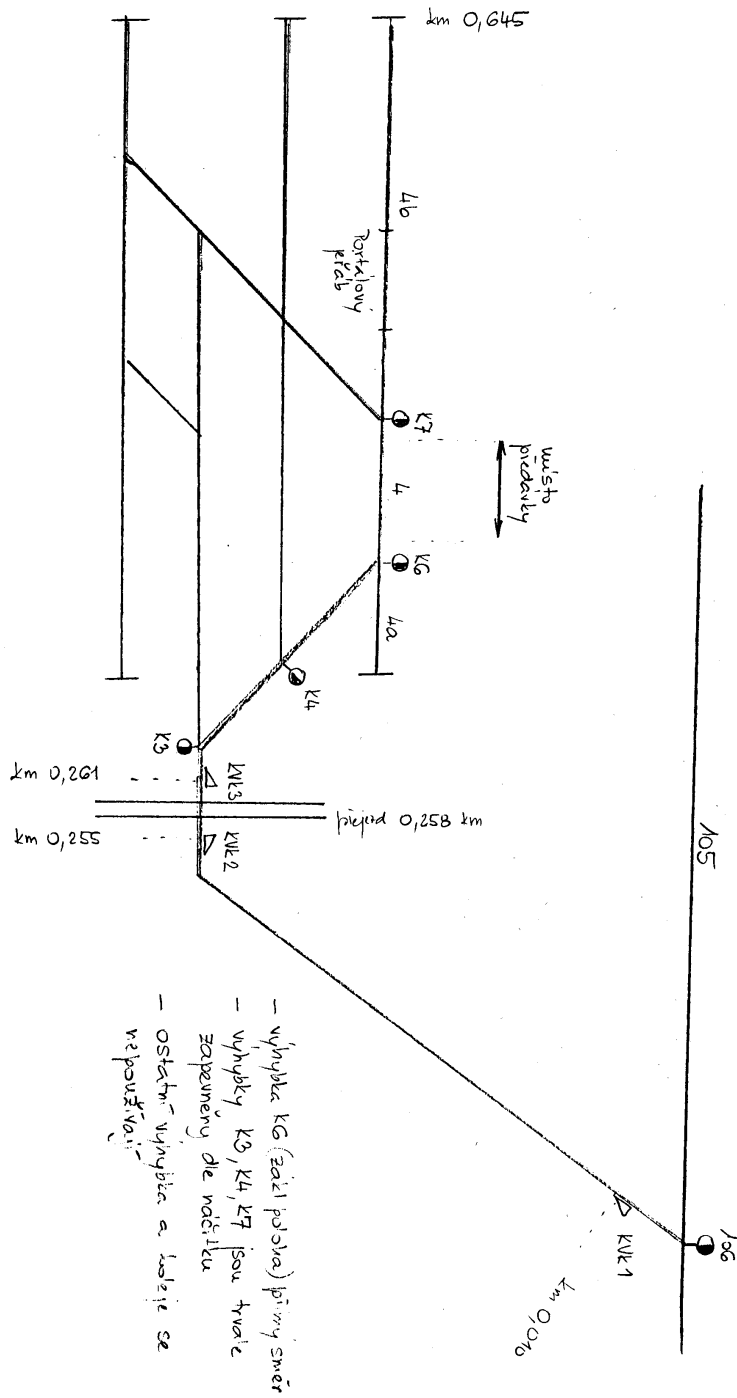 km 0,645
4b
Portálový
jeřáb
K7
místo
předávky
4
K6
4a
K4
K3
km 0,261
KVk3
přejezd 0,258 km
km 0,255
KVk2
105
106
KVk1
km 0,010
– výhybka K6 (zákl poloha) přímý směr
– výhybky K3, K4, K7 jsou trvale
zapevněny dle náčrtku
– ostatní výhybka a koleje se
nepoužívají